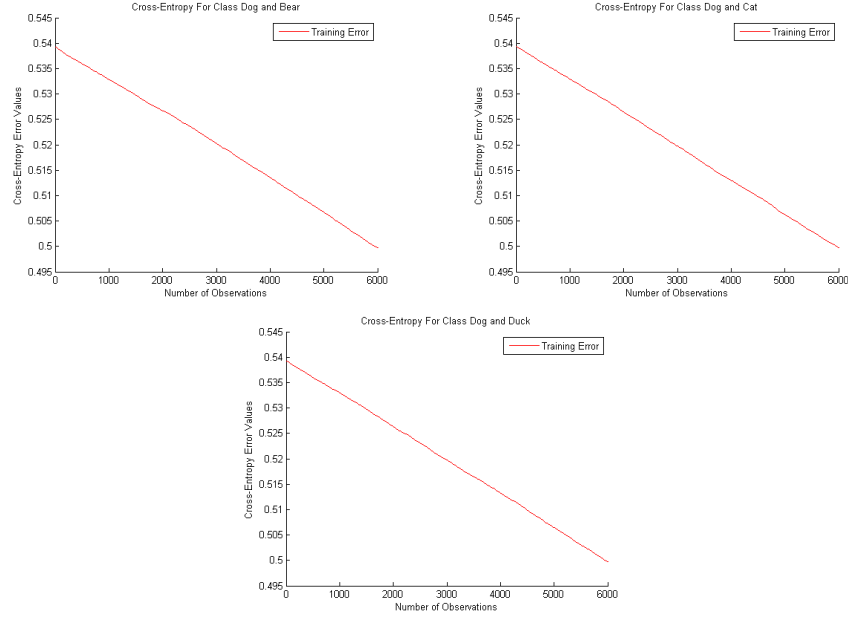 Cross-Entropy For Class Dog and Bear
Training Error
Cross-Entropy Error Values
0.545
0.54
0.535
0.53
0.525
0.52
0.515
0.51
0.505
0.5
0.495
0 1000 2000 3000 4000 5000 6000
Number of Observations
Cross-Entropy For Class Dog and Cat
Training Error
Cross-Entropy Error Values
0.545
0.54
0.535
0.53
0.525
0.52
0.515
0.51
0.505
0.5
0.495
0 1000 2000 3000 4000 5000 6000
Number of Observations
Cross-Entropy For Class Dog and Duck
Training Error
Cross-Entropy Error Values
0.545
0.54
0.535
0.53
0.525
0.52
0.515
0.51
0.505
0.5
0.495
0 1000 2000 3000 4000 5000 6000
Number of Observations